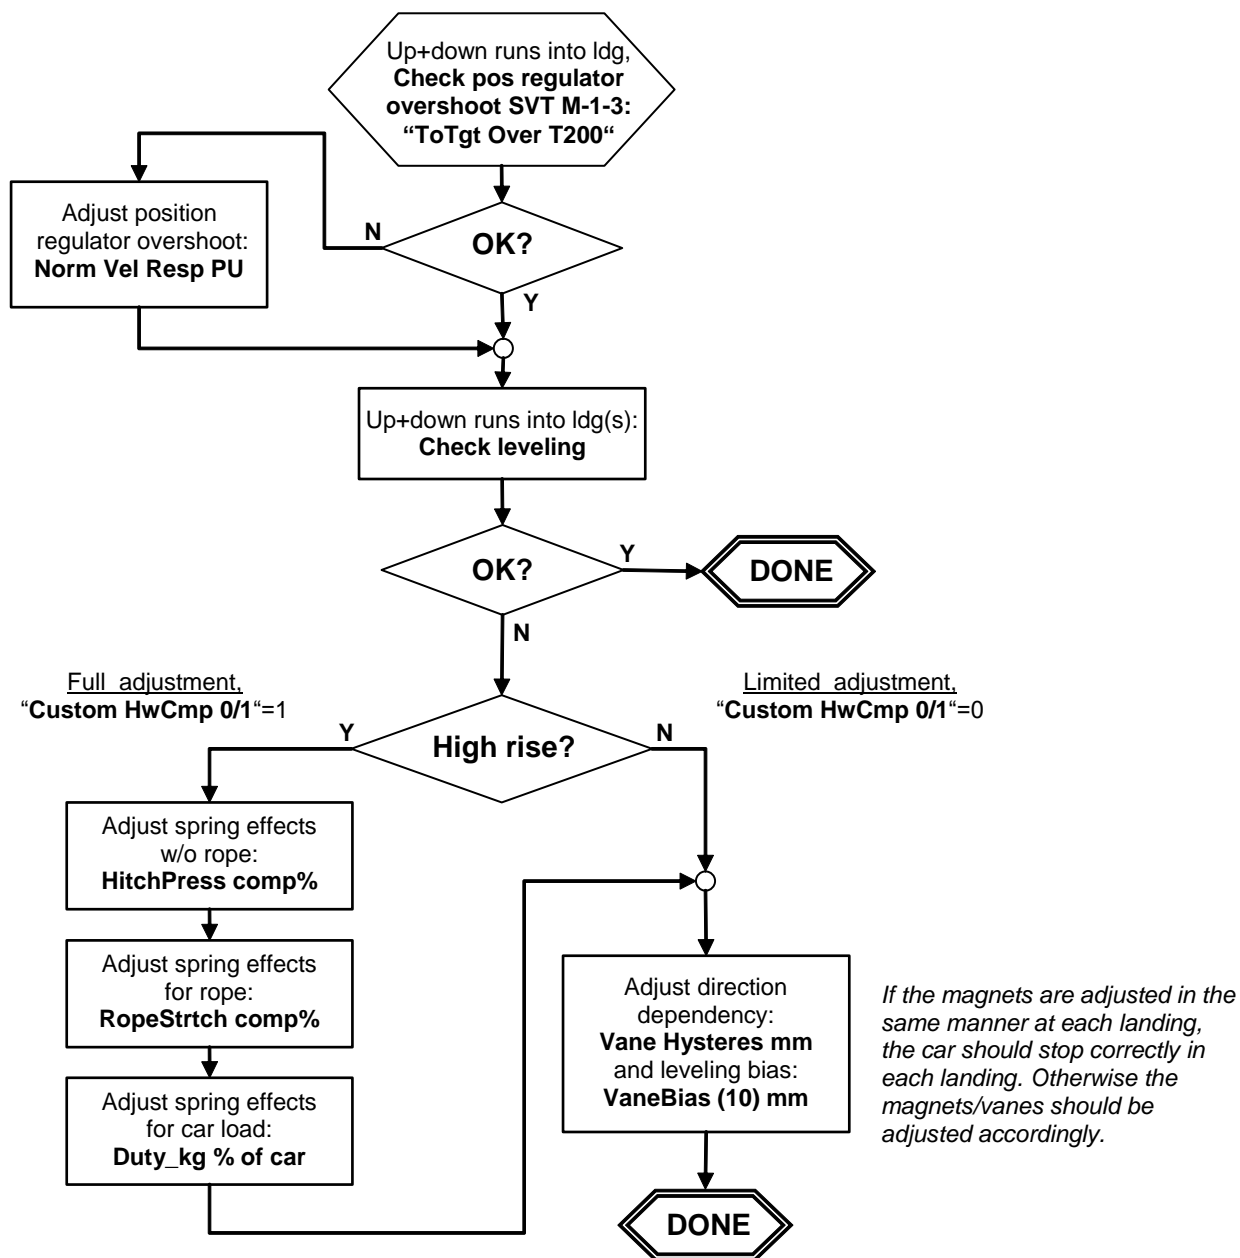 Up+down runs into ldg,
Check pos regulator
overshoot SVT M-1-3:
“ToTgt Over T200“
Adjust position
regulator overshoot:
Norm Vel Resp PU
N
OK?
Y
Up+down runs into ldg(s):
Check leveling
OK?
Y
DONE
N
Full adjustment,
“Custom HwCmp 0/1“=1
Limited adjustment,
“Custom HwCmp 0/1“=0
Y
High rise?
N
Adjust spring effects
w/o rope:
HitchPress comp%
Adjust spring effects
for rope:
RopeStrtch comp%
Adjust spring effects
for car load:
Duty_kg % of car
Adjust direction
dependency:
Vane Hysteres mm
and leveling bias:
VaneBias (10) mm
If the magnets are adjusted in the
same manner at each landing,
the car should stop correctly in
each landing. Otherwise the
magnets/vanes should be
adjusted accordingly.
DONE